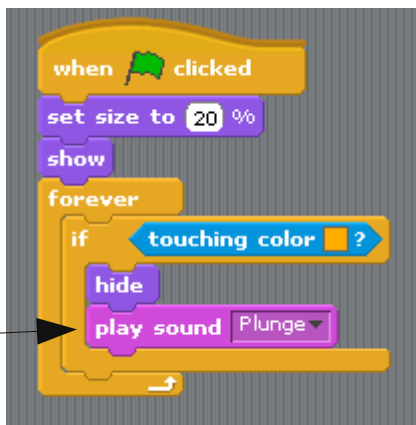 when clicked
set size to 20 %
show
forever
if touching color ?
hide
play sound Plunge